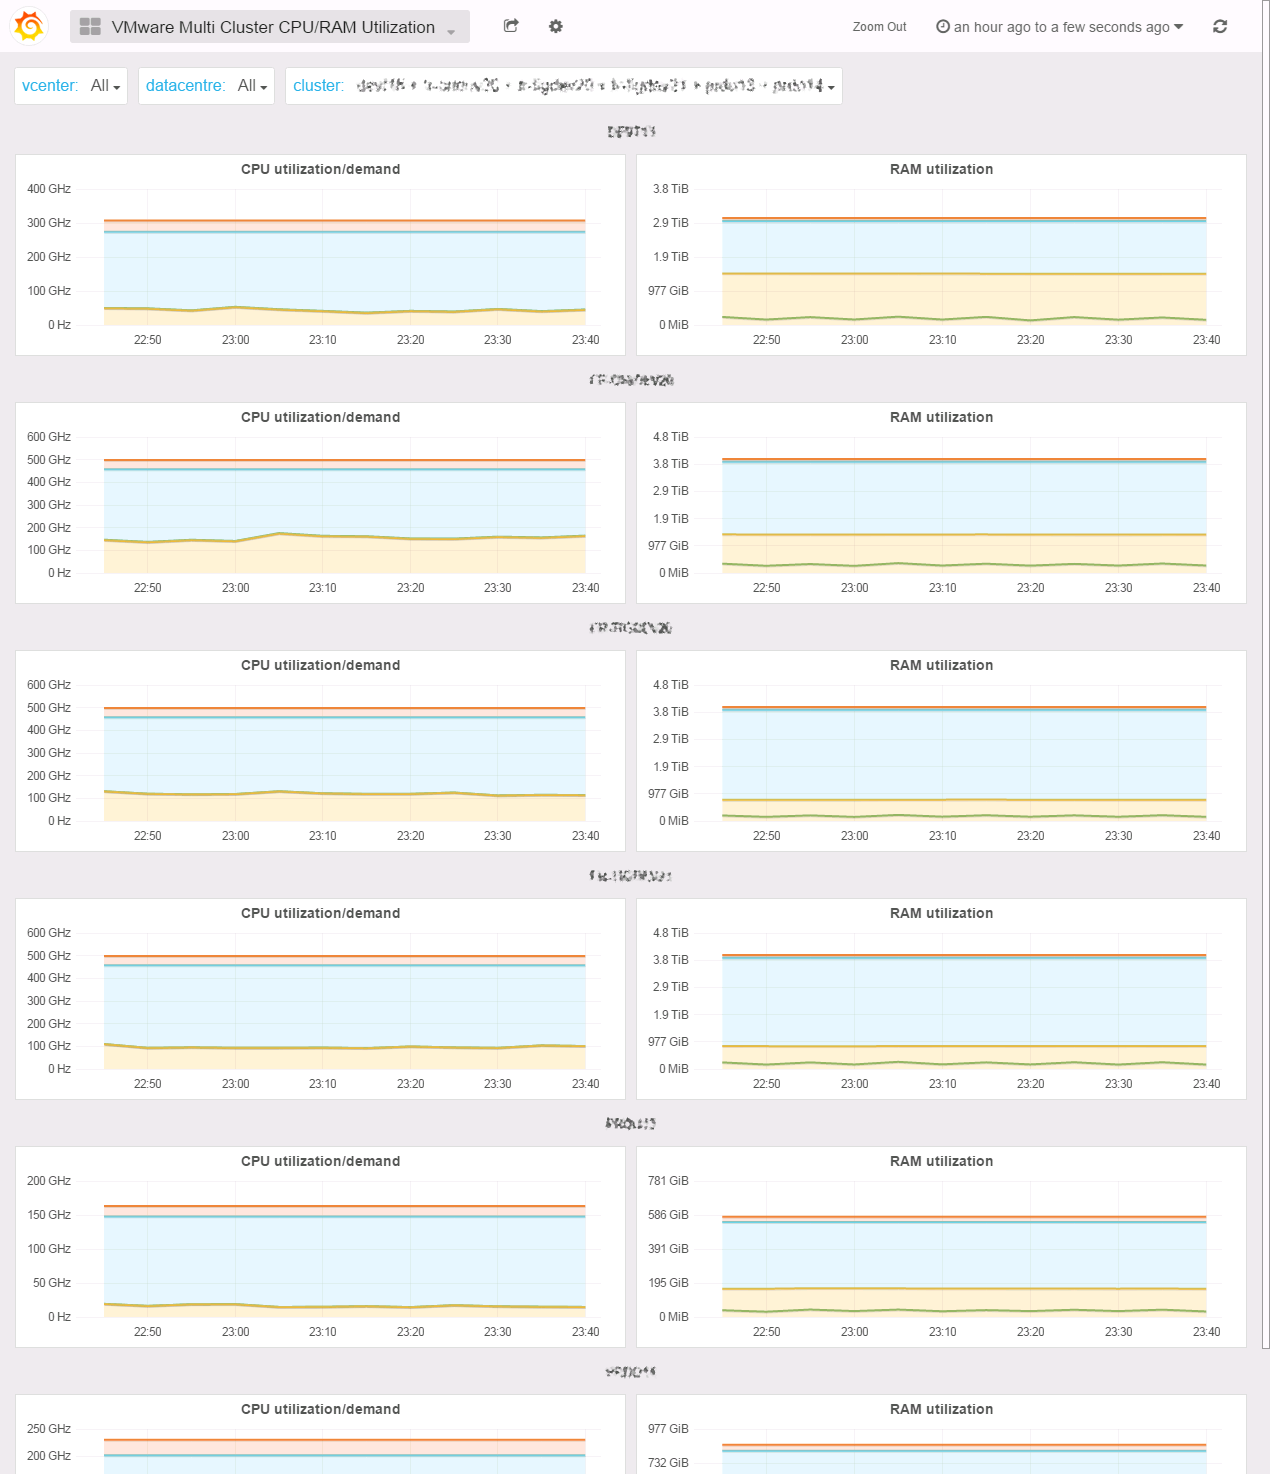 VMware Multi Cluster CPU/RAM Utilization Zoom Out an hour ago to a few seconds ago
vcenter: All datacentre: All cluster:
CPU utilization/demand
400 GHz
300 GHz
200 GHz
100 GHz
0 Hz
22:50 23:00 23:10 23:20 23:30 23:40
RAM utilization
3.8 TiB
2.9 TiB
1.9 TiB
977 GiB
0 MiB
22:50 23:00 23:10 23:20 23:30 23:40
CPU utilization/demand
600 GHz
500 GHz
400 GHz
300 GHz
200 GHz
100 GHz
0 Hz
22:50 23:00 23:10 23:20 23:30 23:40
RAM utilization
4.8 TiB
3.8 TiB
2.9 TiB
1.9 TiB
977 GiB
0 MiB
22:50 23:00 23:10 23:20 23:30 23:40
CPU utilization/demand
600 GHz
500 GHz
400 GHz
300 GHz
200 GHz
100 GHz
0 Hz
22:50 23:00 23:10 23:20 23:30 23:40
RAM utilization
4.8 TiB
3.8 TiB
2.9 TiB
1.9 TiB
977 GiB
0 MiB
22:50 23:00 23:10 23:20 23:30 23:40
CPU utilization/demand
600 GHz
500 GHz
400 GHz
300 GHz
200 GHz
100 GHz
0 Hz
22:50 23:00 23:10 23:20 23:30 23:40
RAM utilization
4.8 TiB
3.8 TiB
2.9 TiB
1.9 TiB
977 GiB
0 MiB
22:50 23:00 23:10 23:20 23:30 23:40
CPU utilization/demand
200 GHz
150 GHz
100 GHz
50 GHz
0 Hz
22:50 23:00 23:10 23:20 23:30 23:40
RAM utilization
781 GiB
586 GiB
391 GiB
195 GiB
0 MiB
22:50 23:00 23:10 23:20 23:30 23:40
CPU utilization/demand
250 GHz
200 GHz
RAM utilization
977 GiB
732 GiB